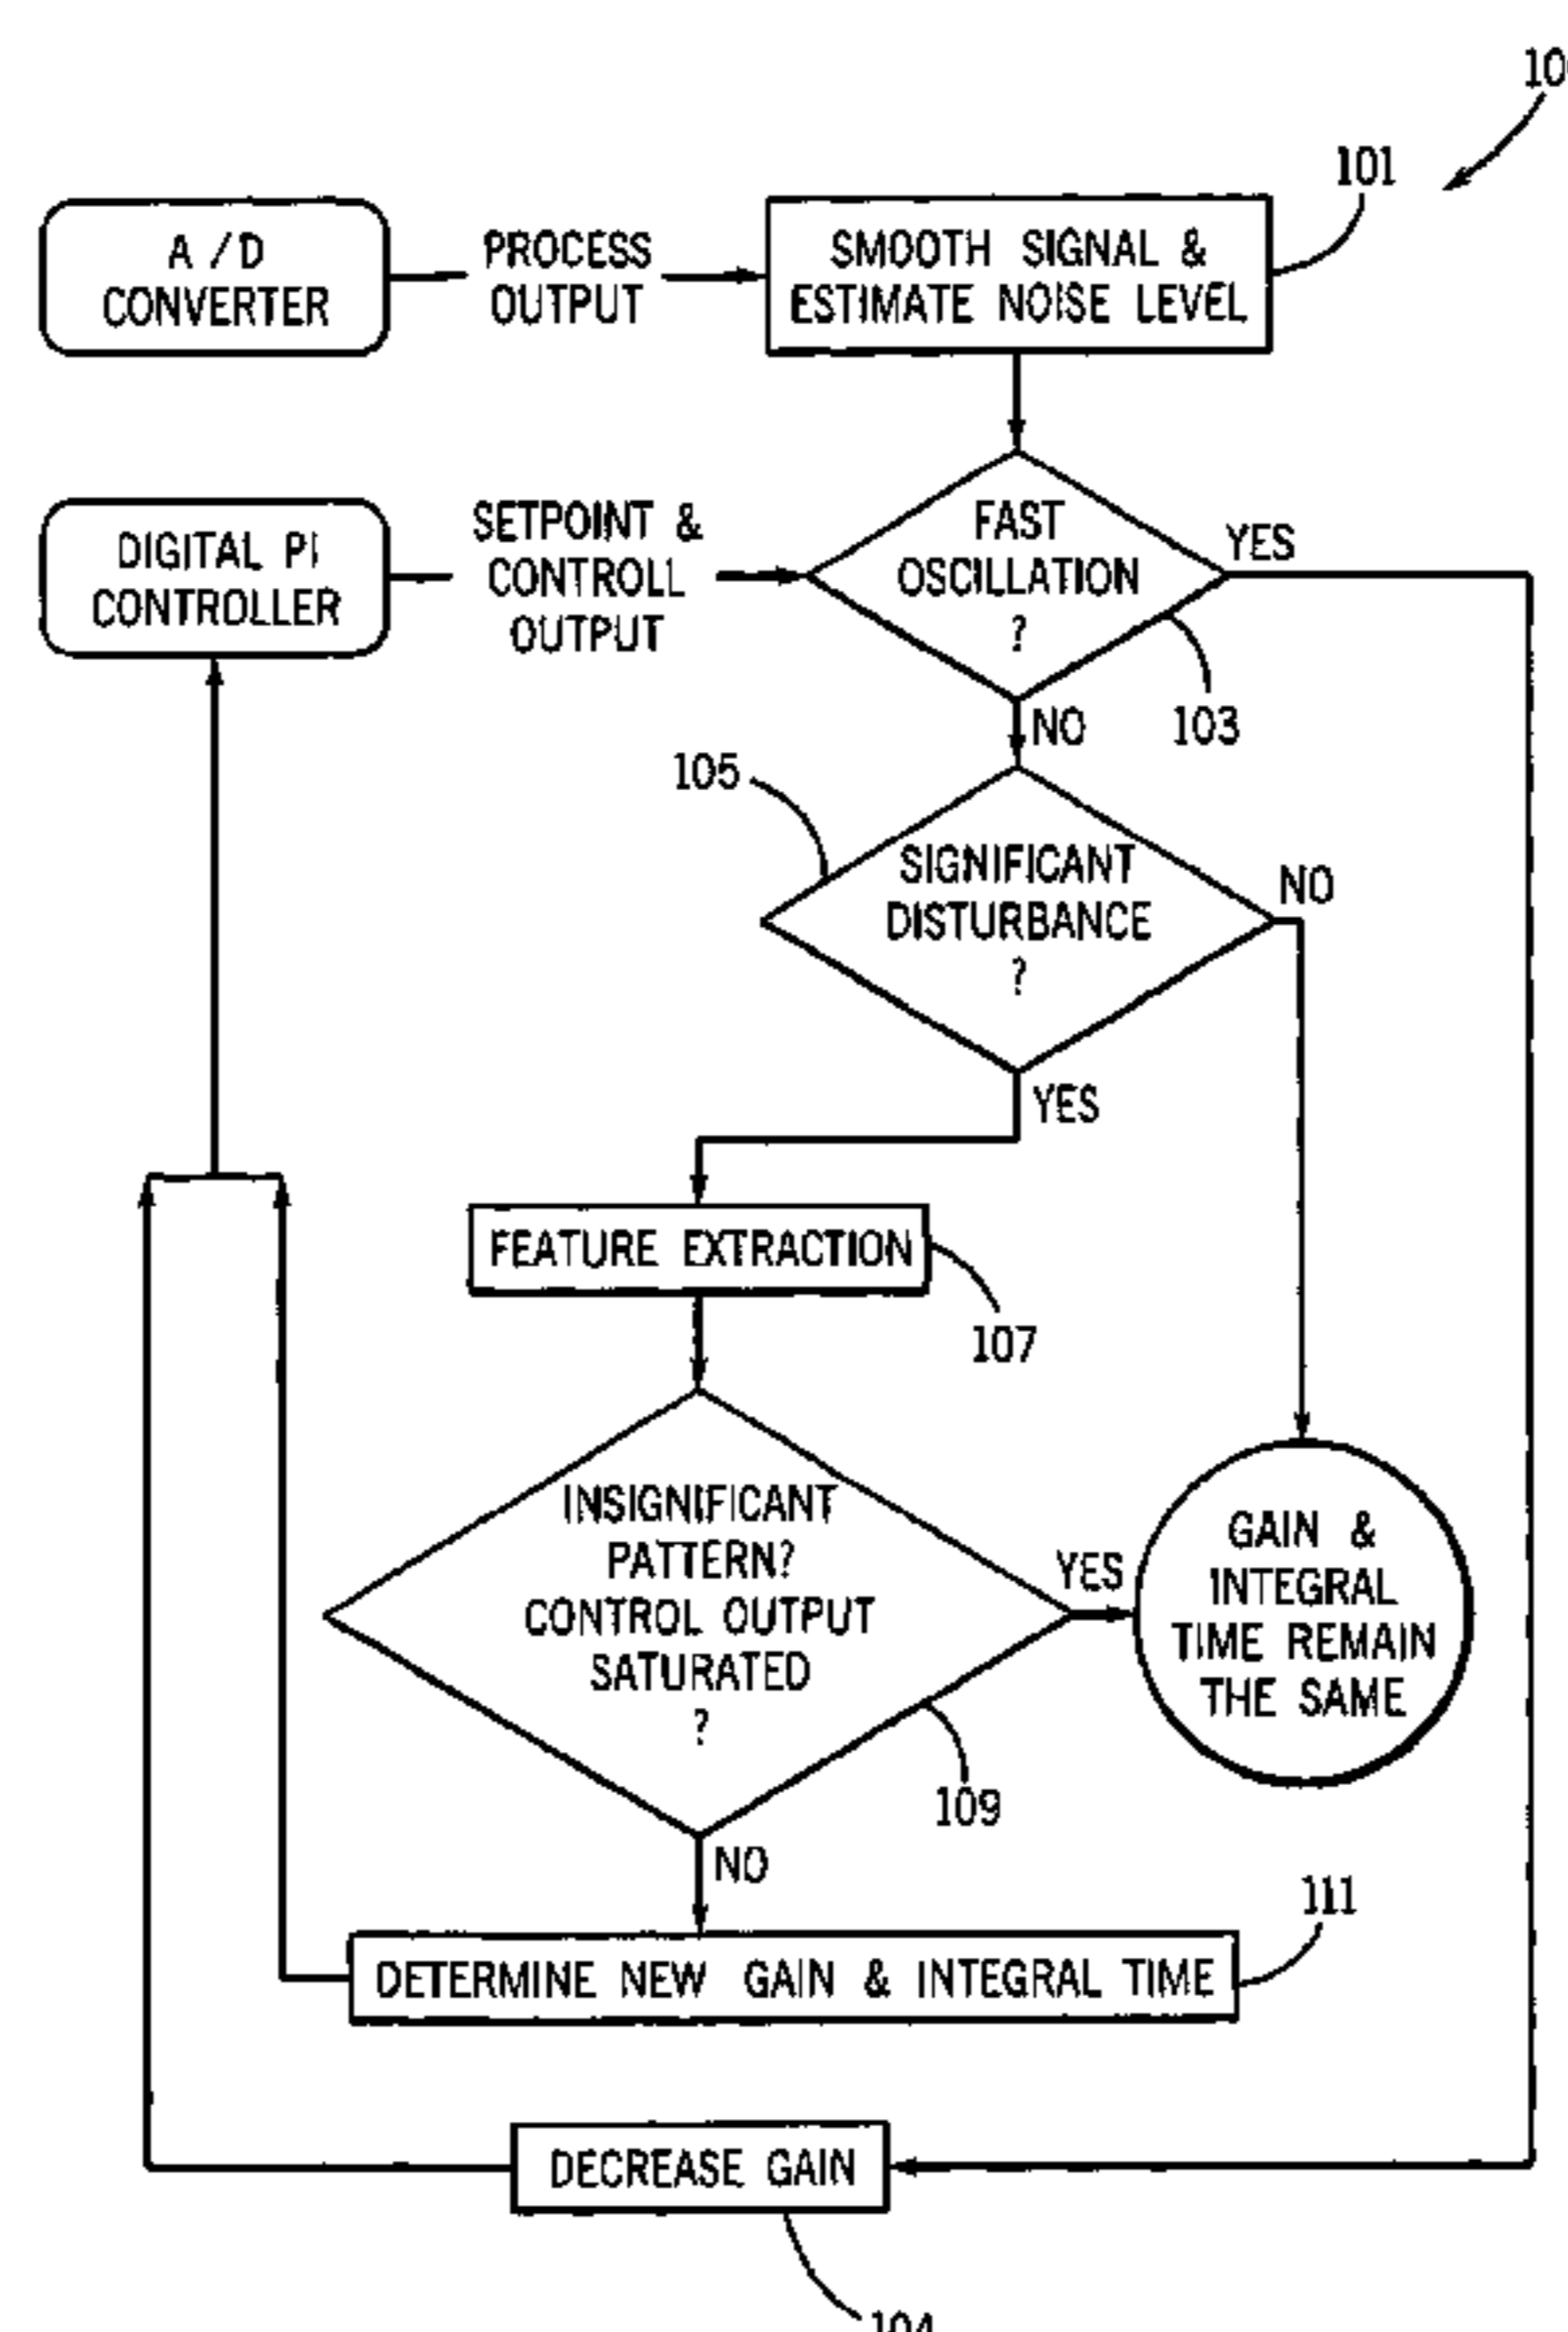 10
101
A / D
CONVERTER
PROCESS
OUTPUT
SMOOTH SIGNAL &
ESTIMATE NOISE LEVEL
DIGITAL PI
CONTROLLER
SETPOINT &
CONTROLL
OUTPUT
FAST
OSCILLATION
?
YES
103
NO
105
SIGNIFICANT
DISTURBANCE
?
NO
YES
FEATURE EXTRACTION
107
INSIGNIFICANT
PATTERN?
CONTROL OUTPUT
SATURATED
?
YES
GAIN &
INTEGRAL
TIME REMAIN
THE SAME
109
NO
111
DETERMINE NEW GAIN & INTEGRAL TIME
DECREASE GAIN
104